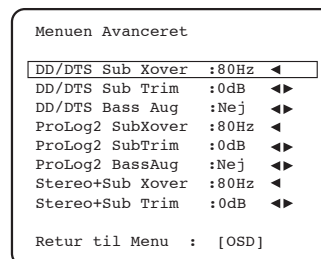 Menuen Avanceret
DD/DTS Sub Xover :80Hz ◄
DD/DTS Sub Trim :0dB ◄►
DD/DTS Bass Aug :Nej ◄►
ProLog2 SubXover :80Hz ◄
ProLog2 SubTrim :0dB ◄►
ProLog2 BassAug :Nej ◄►
Stereo+Sub Xover :80Hz ◄
Stereo+Sub Trim :0dB ◄►
Retur til Menu : [OSD]